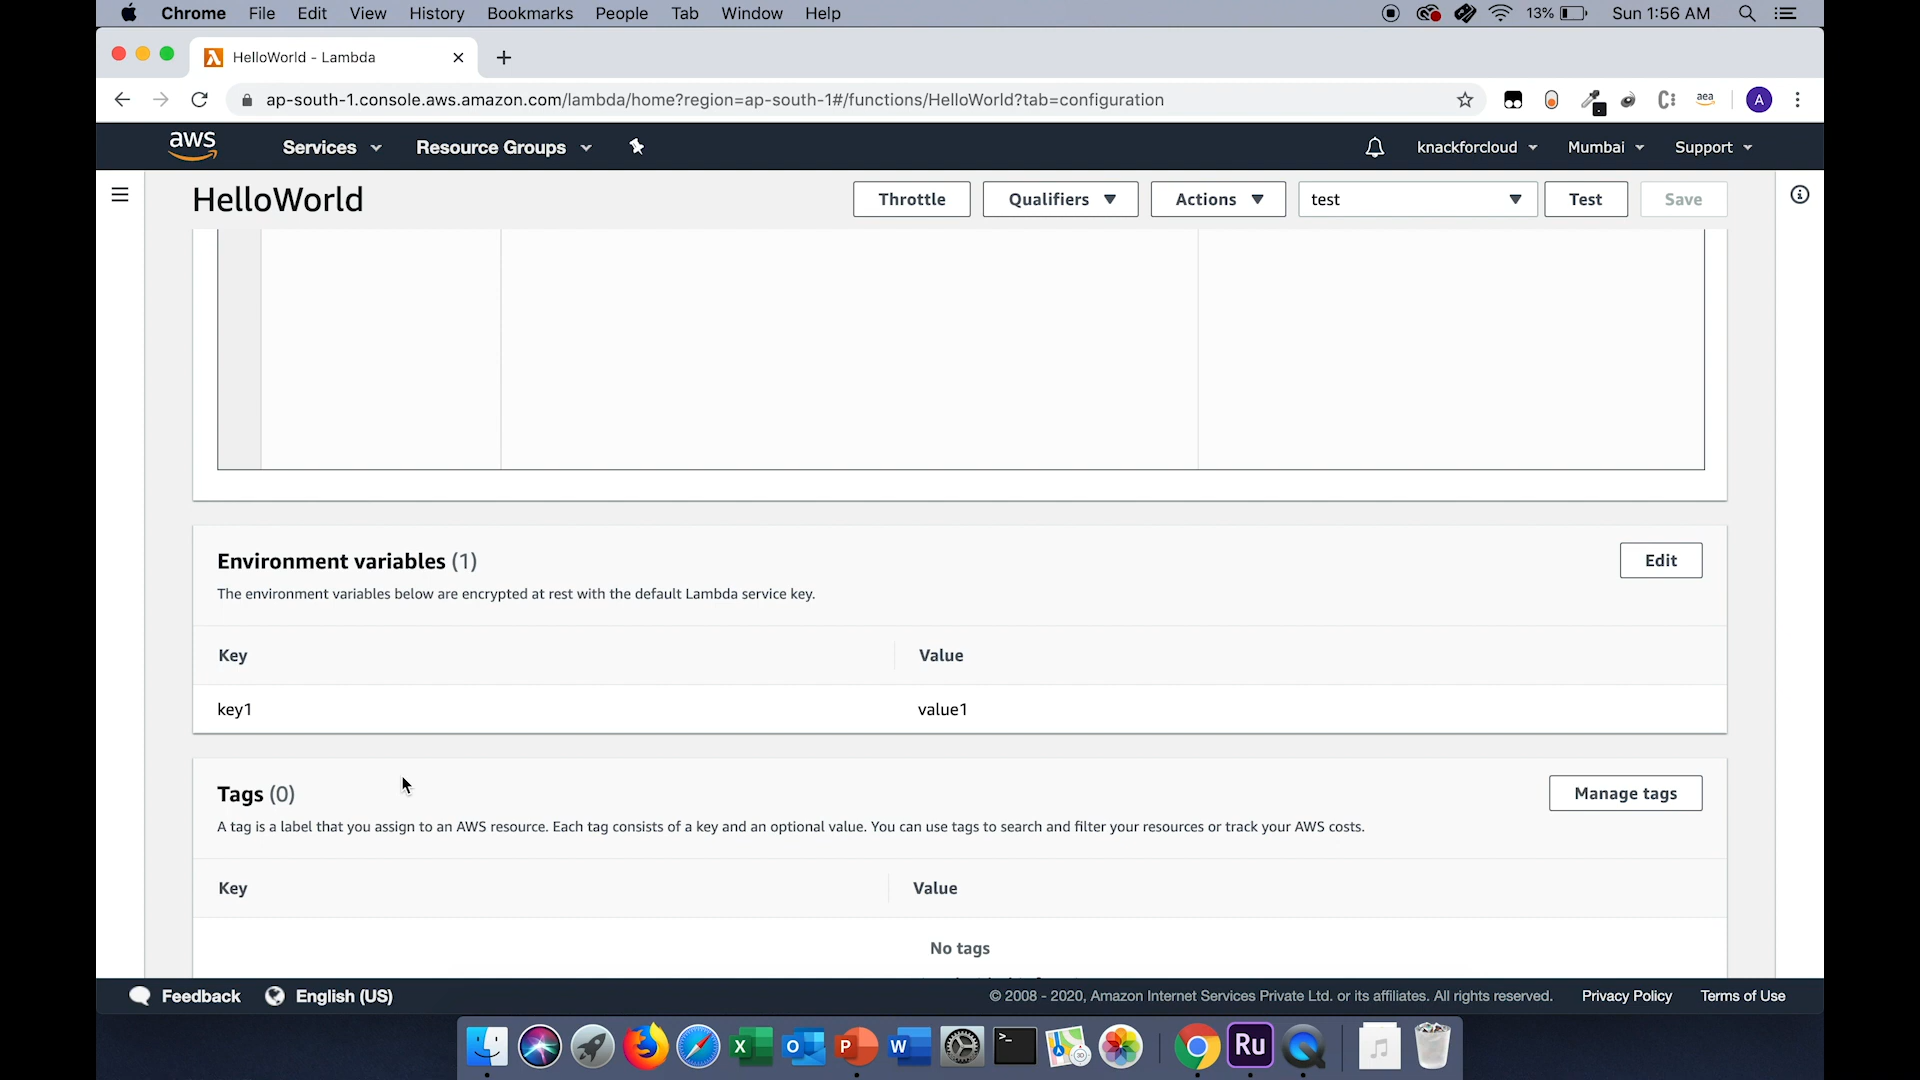 Chrome File Edit View History Bookmarks People Tab Window Help 13% Sun 1:56 AM
HelloWorld - Lambda
ap-south-1.console.aws.amazon.com/lambda/home?region=ap-south-1#/functions/HelloWorld?tab=configuration aea A
aws Services Resource Groups knackforcloud Mumbai Support
HelloWorld Throttle Qualifiers Actions test Test Save
Environment variables (1) Edit
The environment variables below are encrypted at rest with the default Lambda service key.
Key Value
key1 value1
Tags (0) Manage tags
A tag is a label that you assign to an AWS resource. Each tag consists of a key and an optional value. You can use tags to search and filter your resources or track your AWS costs.
Key Value
No tags
Feedback English (US) © 2008 - 2020, Amazon Internet Services Private Ltd. or its affiliates. All rights reserved. Privacy Policy Terms of Use
X O P W >_ 3D Ru